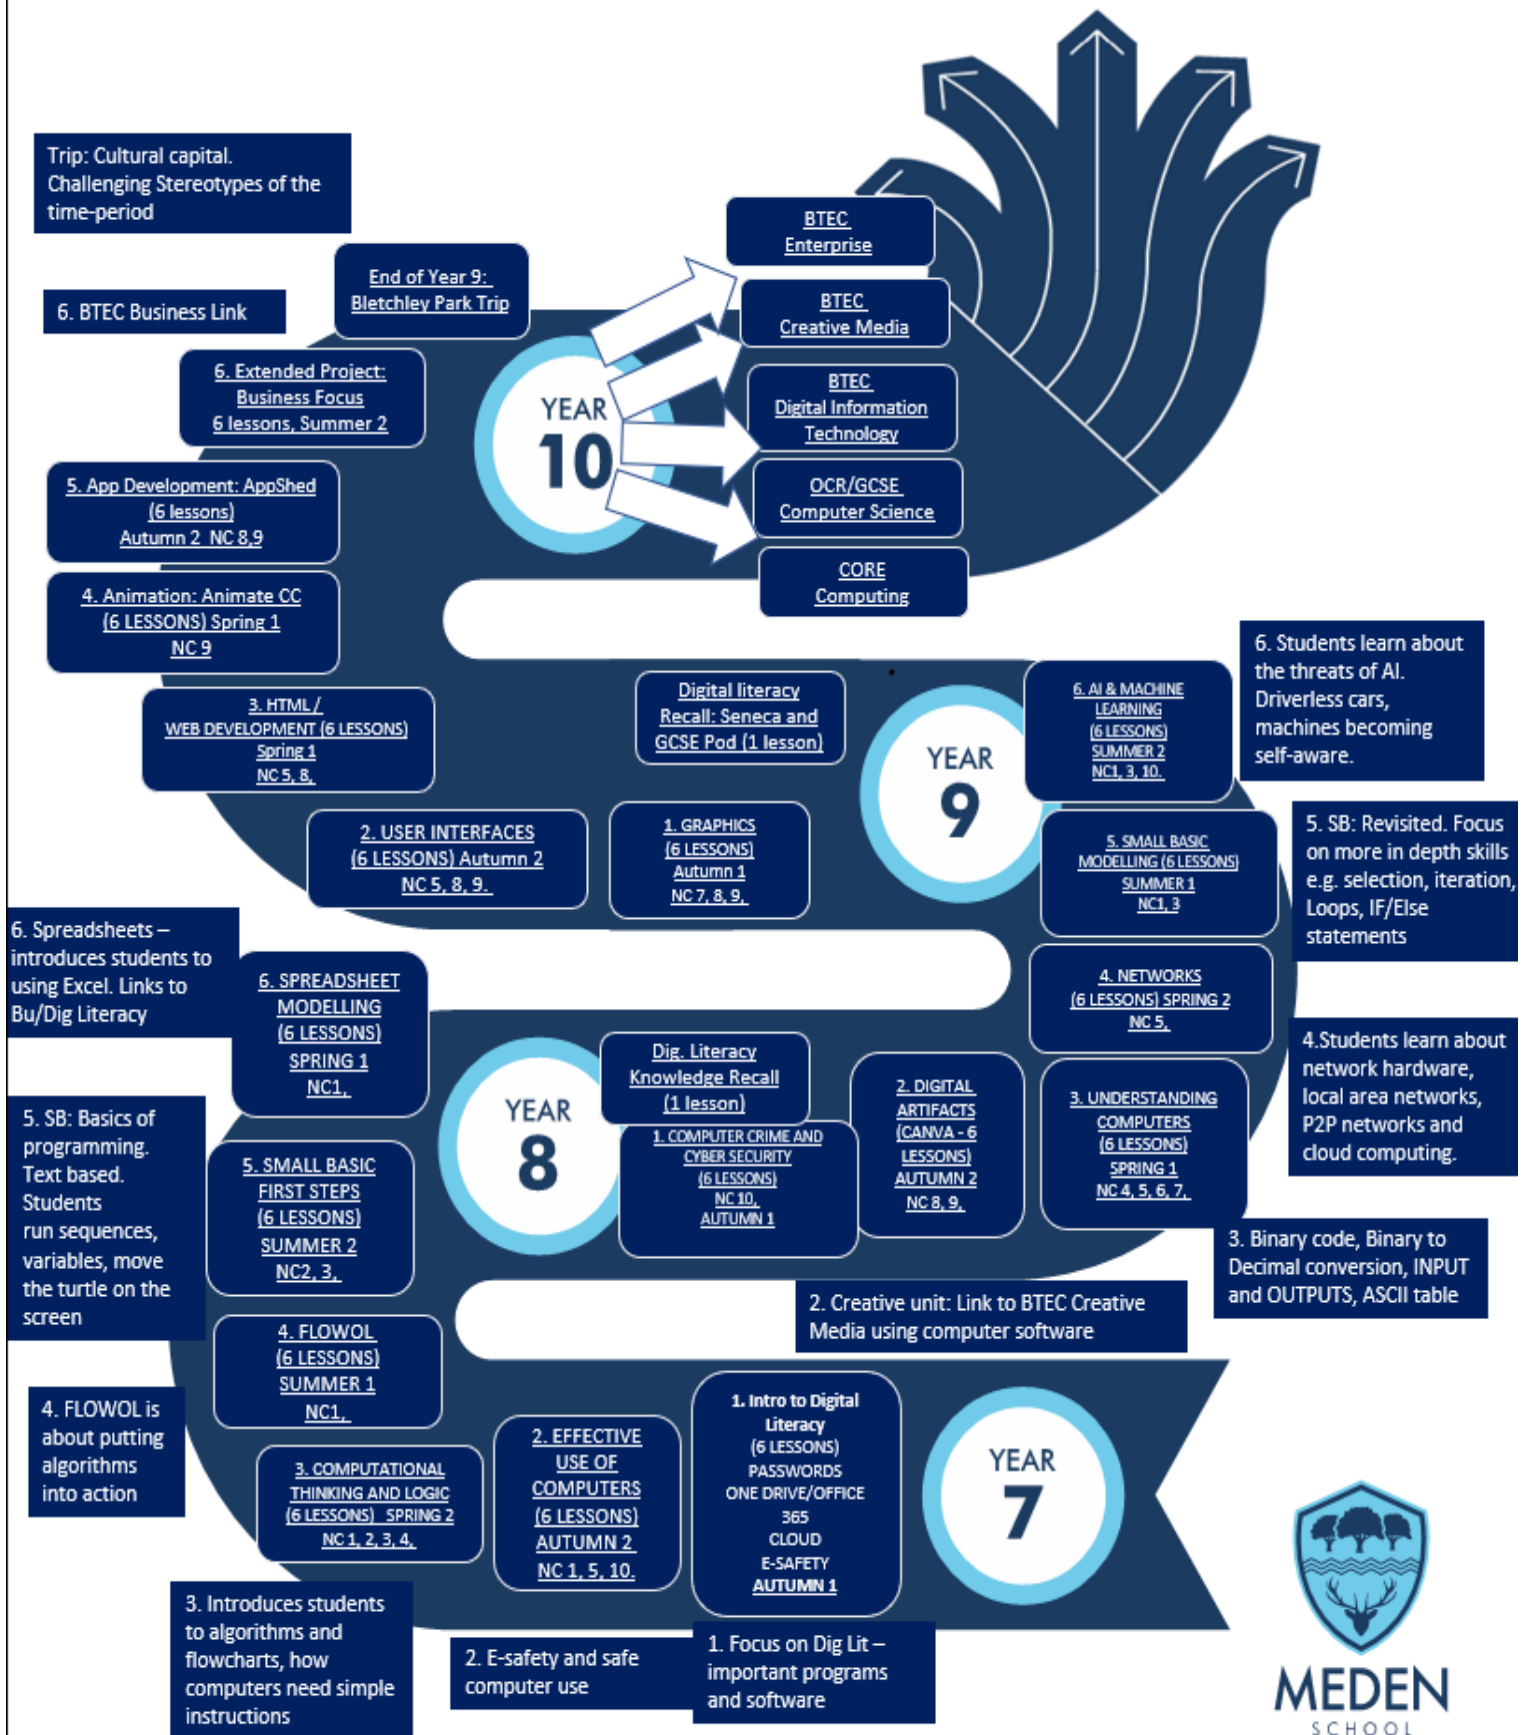 Trip: Cultural capital.
Challenging Stereotypes of the
time-period
End of Year 9:
Bletchley Park Trip
6. BTEC Business Link
6. Extended Project:
Business Focus
6 lessons, Summer 2
5. App Development: AppShed
(6 lessons)
Autumn 2  NC 8,9
4. Animation: Animate CC
(6 LESSONS) Spring 1
NC 9
3. HTML /
WEB DEVELOPMENT (6 LESSONS)
Spring 1
NC 5, 8,
YEAR
10
BTEC
Enterprise
BTEC
Creative Media
BTEC
Digital Information
Technology
OCR/GCSE
Computer Science
CORE
Computing
Digital literacy
Recall: Seneca and
GCSE Pod (1 lesson)
YEAR
9
2. USER INTERFACES
(6 LESSONS) Autumn 2
NC 5, 8, 9.
1. GRAPHICS
(6 LESSONS)
Autumn 1
NC 7, 8, 9,
6. AI & MACHINE
LEARNING
(6 LESSONS)
SUMMER 2
NC1, 3, 10.
6. Students learn about
the threats of AI.
Driverless cars,
machines becoming
self-aware.
5. SMALL BASIC
MODELLING (6 LESSONS)
SUMMER 1
NC1, 3
5. SB: Revisited. Focus
on more in depth skills
e.g. selection, iteration,
Loops, IF/Else
statements
4. NETWORKS
(6 LESSONS) SPRING 2
NC 5,
4.Students learn about
network hardware,
local area networks,
P2P networks and
cloud computing.
3. UNDERSTANDING
COMPUTERS
(6 LESSONS)
SPRING 1
NC 4, 5, 6, 7,
3. Binary code, Binary to
Decimal conversion, INPUT
and OUTPUTS, ASCII table
2. DIGITAL
ARTIFACTS
(CANVA - 6
LESSONS)
AUTUMN 2
NC 8, 9,
2. Creative unit: Link to BTEC Creative
Media using computer software
Dig. Literacy
Knowledge Recall
(1 lesson)
1. COMPUTER CRIME AND
CYBER SECURITY
(6 LESSONS)
NC 10,
AUTUMN 1
YEAR
8
6. Spreadsheets –
introduces students to
using Excel. Links to
Bu/Dig Literacy
6. SPREADSHEET
MODELLING
(6 LESSONS)
SPRING 1
NC1,
5. SB: Basics of
programming.
Text based.
Students
run sequences,
variables, move
the turtle on the
screen
5. SMALL BASIC
FIRST STEPS
(6 LESSONS)
SUMMER 2
NC2, 3,
4. FLOWOL
(6 LESSONS)
SUMMER 1
NC1,
4. FLOWOL is
about putting
algorithms
into action
3. COMPUTATIONAL
THINKING AND LOGIC
(6 LESSONS)  SPRING 2
NC 1, 2, 3, 4,
3. Introduces students
to algorithms and
flowcharts, how
computers need simple
instructions
2. EFFECTIVE
USE OF
COMPUTERS
(6 LESSONS)
AUTUMN 2
NC 1, 5, 10.
2. E-safety and safe
computer use
1. Intro to Digital
Literacy
(6 LESSONS)
PASSWORDS
ONE DRIVE/OFFICE
365
CLOUD
E-SAFETY
AUTUMN 1
1. Focus on Dig Lit –
important programs
and software
YEAR
7
MEDEN
SCHOOL